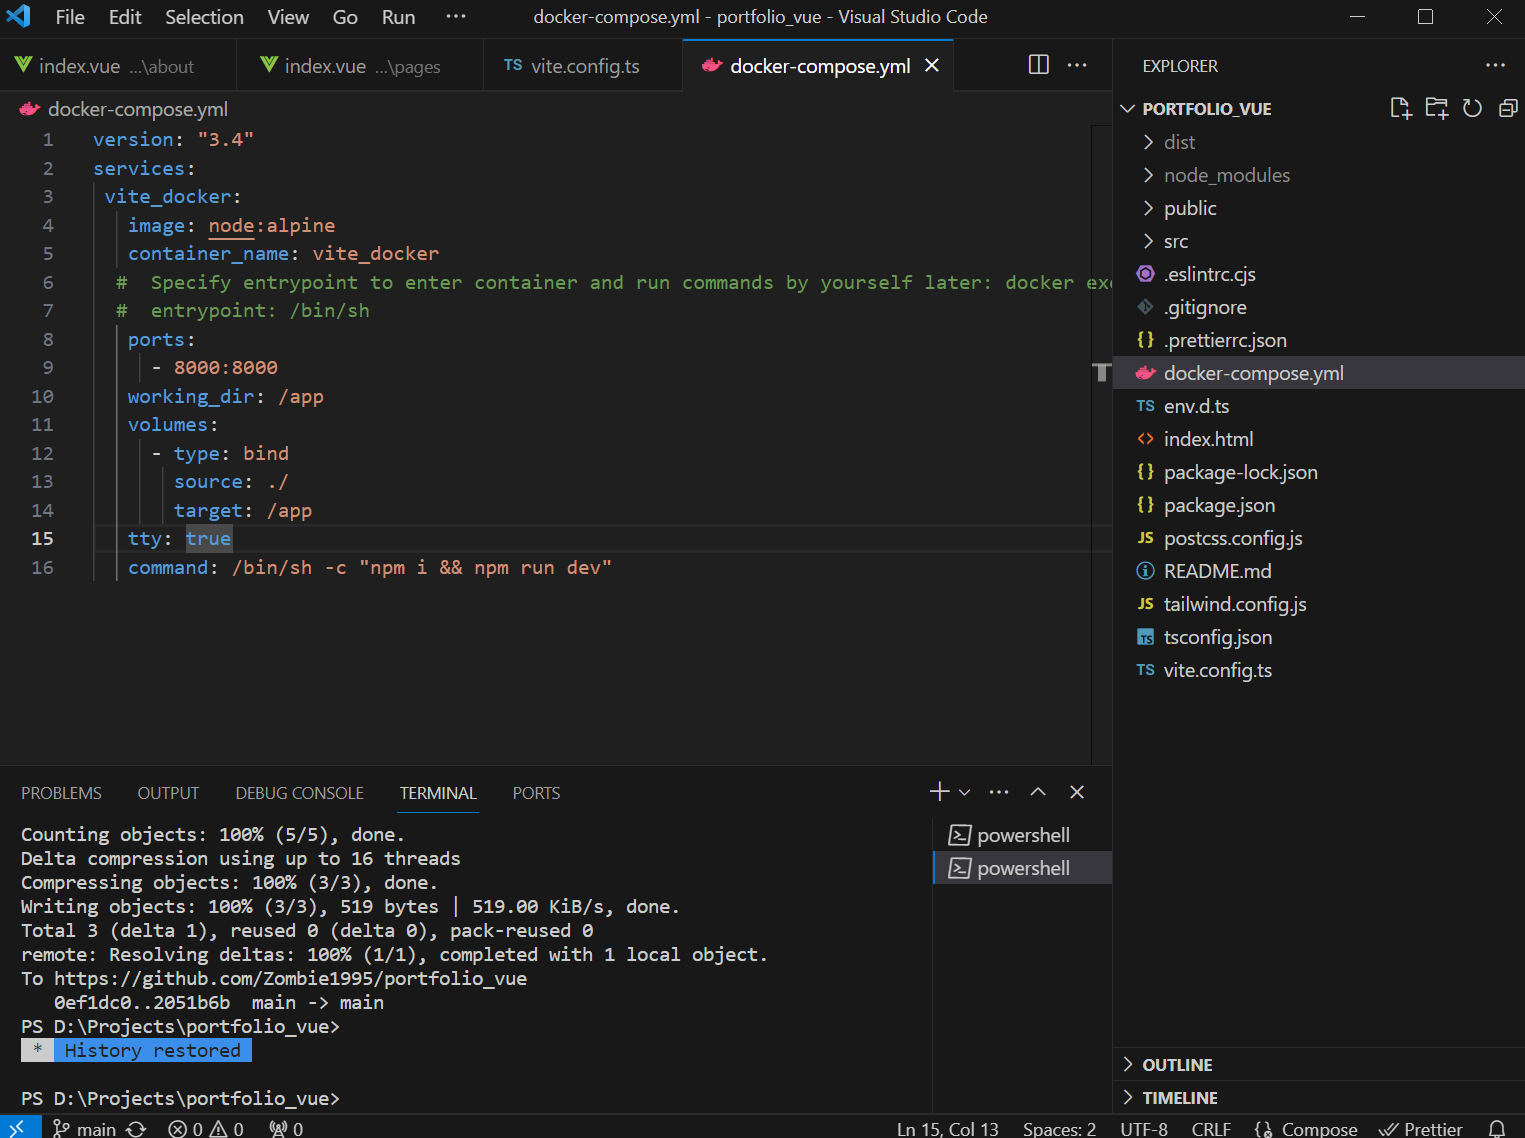 File Edit Selection View Go Run ··· docker-compose.yml - portfolio_vue - Visual Studio Code
index.vue ...\about index.vue ...\pages TS vite.config.ts docker-compose.yml
docker-compose.yml
1 version: "3.4"
2 services:
3 vite_docker:
4 image: node:alpine
5 container_name: vite_docker
6 # Specify entrypoint to enter container and run commands by yourself later: docker exe
7 # entrypoint: /bin/sh
8 ports:
9 - 8000:8000
10 working_dir: /app
11 volumes:
12 - type: bind
13 source: ./
14 target: /app
15 tty: true
16 command: /bin/sh -c "npm i && npm run dev"
EXPLORER
PORTFOLIO_VUE
dist
node_modules
public
src
.eslintrc.cjs
.gitignore
{} .prettierrc.json
docker-compose.yml
TS env.d.ts
<> index.html
{} package-lock.json
{} package.json
JS postcss.config.js
README.md
JS tailwind.config.js
TS tsconfig.json
TS vite.config.ts
OUTLINE
TIMELINE
PROBLEMS OUTPUT DEBUG CONSOLE TERMINAL PORTS
Counting objects: 100% (5/5), done.
Delta compression using up to 16 threads
Compressing objects: 100% (3/3), done.
Writing objects: 100% (3/3), 519 bytes | 519.00 KiB/s, done.
Total 3 (delta 1), reused 0 (delta 0), pack-reused 0
remote: Resolving deltas: 100% (1/1), completed with 1 local object.
To https://github.com/Zombie1995/portfolio_vue
0ef1dc0..2051b6b main -> main
PS D:\Projects\portfolio_vue>
* History restored
PS D:\Projects\portfolio_vue>
powershell
powershell
main 0 0 0 Ln 15, Col 13 Spaces: 2 UTF-8 CRLF Compose Prettier